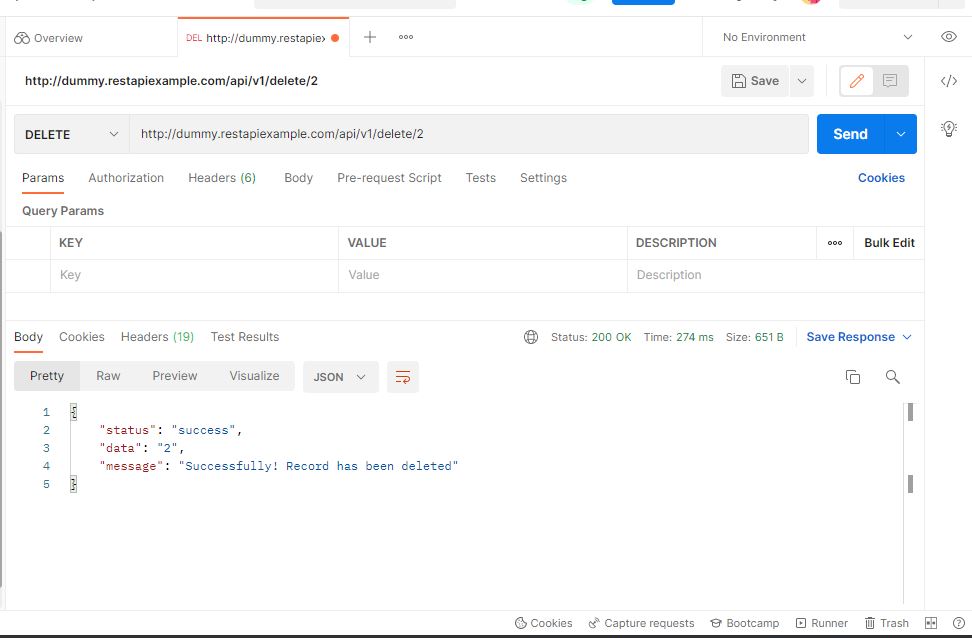 Overview
DEL http://dummy.restapiex
No Environment
http://dummy.restapiexample.com/api/v1/delete/2
Save
DELETE http://dummy.restapiexample.com/api/v1/delete/2 Send
Params Authorization Headers (6) Body Pre-request Script Tests Settings Cookies
Query Params
KEY VALUE DESCRIPTION Bulk Edit
Key Value Description
Body Cookies Headers (19) Test Results Status: 200 OK Time: 274 ms Size: 651 B Save Response
Pretty Raw Preview Visualize JSON
1 {
2 "status": "success",
3 "data": "2",
4 "message": "Successfully! Record has been deleted"
5 }
Cookies Capture requests Bootcamp Runner Trash